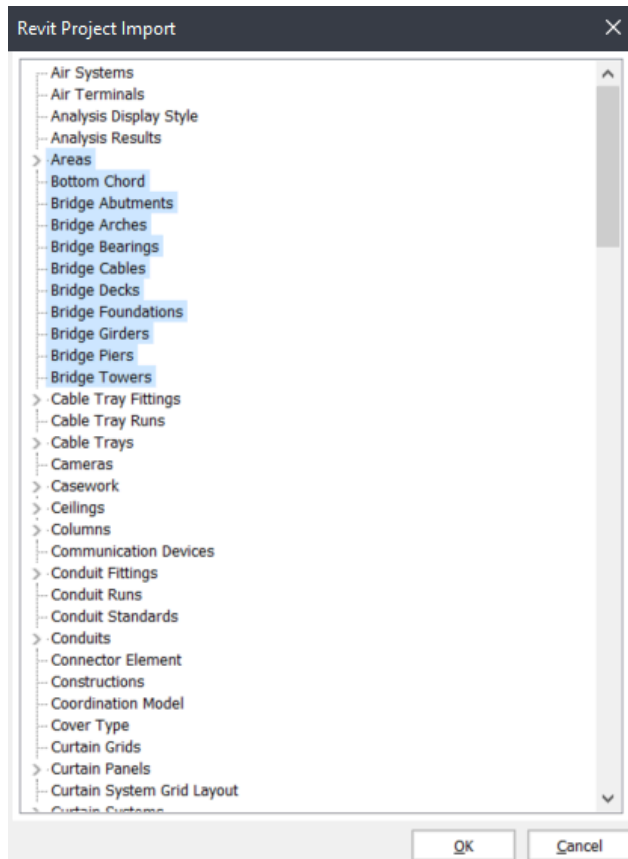 Revit Project Import
Air Systems
Air Terminals
Analysis Display Style
Analysis Results
Areas
Bottom Chord
Bridge Abutments
Bridge Arches
Bridge Bearings
Bridge Cables
Bridge Decks
Bridge Foundations
Bridge Girders
Bridge Piers
Bridge Towers
Cable Tray Fittings
Cable Tray Runs
Cable Trays
Cameras
Casework
Ceilings
Columns
Communication Devices
Conduit Fittings
Conduit Runs
Conduit Standards
Conduits
Connector Element
Constructions
Coordination Model
Cover Type
Curtain Grids
Curtain Panels
Curtain System Grid Layout
Curtain Systems
OK
Cancel